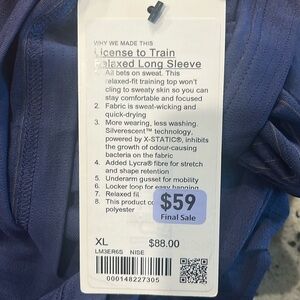 WHY WE MADE THIS
License to Train
Relaxed Long Sleeve
1. All bets on sweat. This
relaxed-fit training top won't
cling to sweaty skin so you can
stay comfortable and focused
2. Fabric is sweat-wicking and
quick-drying
3. More wearing, less washing.
Silverescent™ technology,
powered by X-STATIC®, inhibits
the growth of odour-causing
bacteria on the fabric
4. Added Lycra® fibre for stretch
and shape retention
5. Underarm gusset for mobility
6. Locker loop for easy hanging
7. Relaxed fit
8. This product
polyester
$59
Final Sale
XL $88.00
LM3ER6S NISE
000148227305